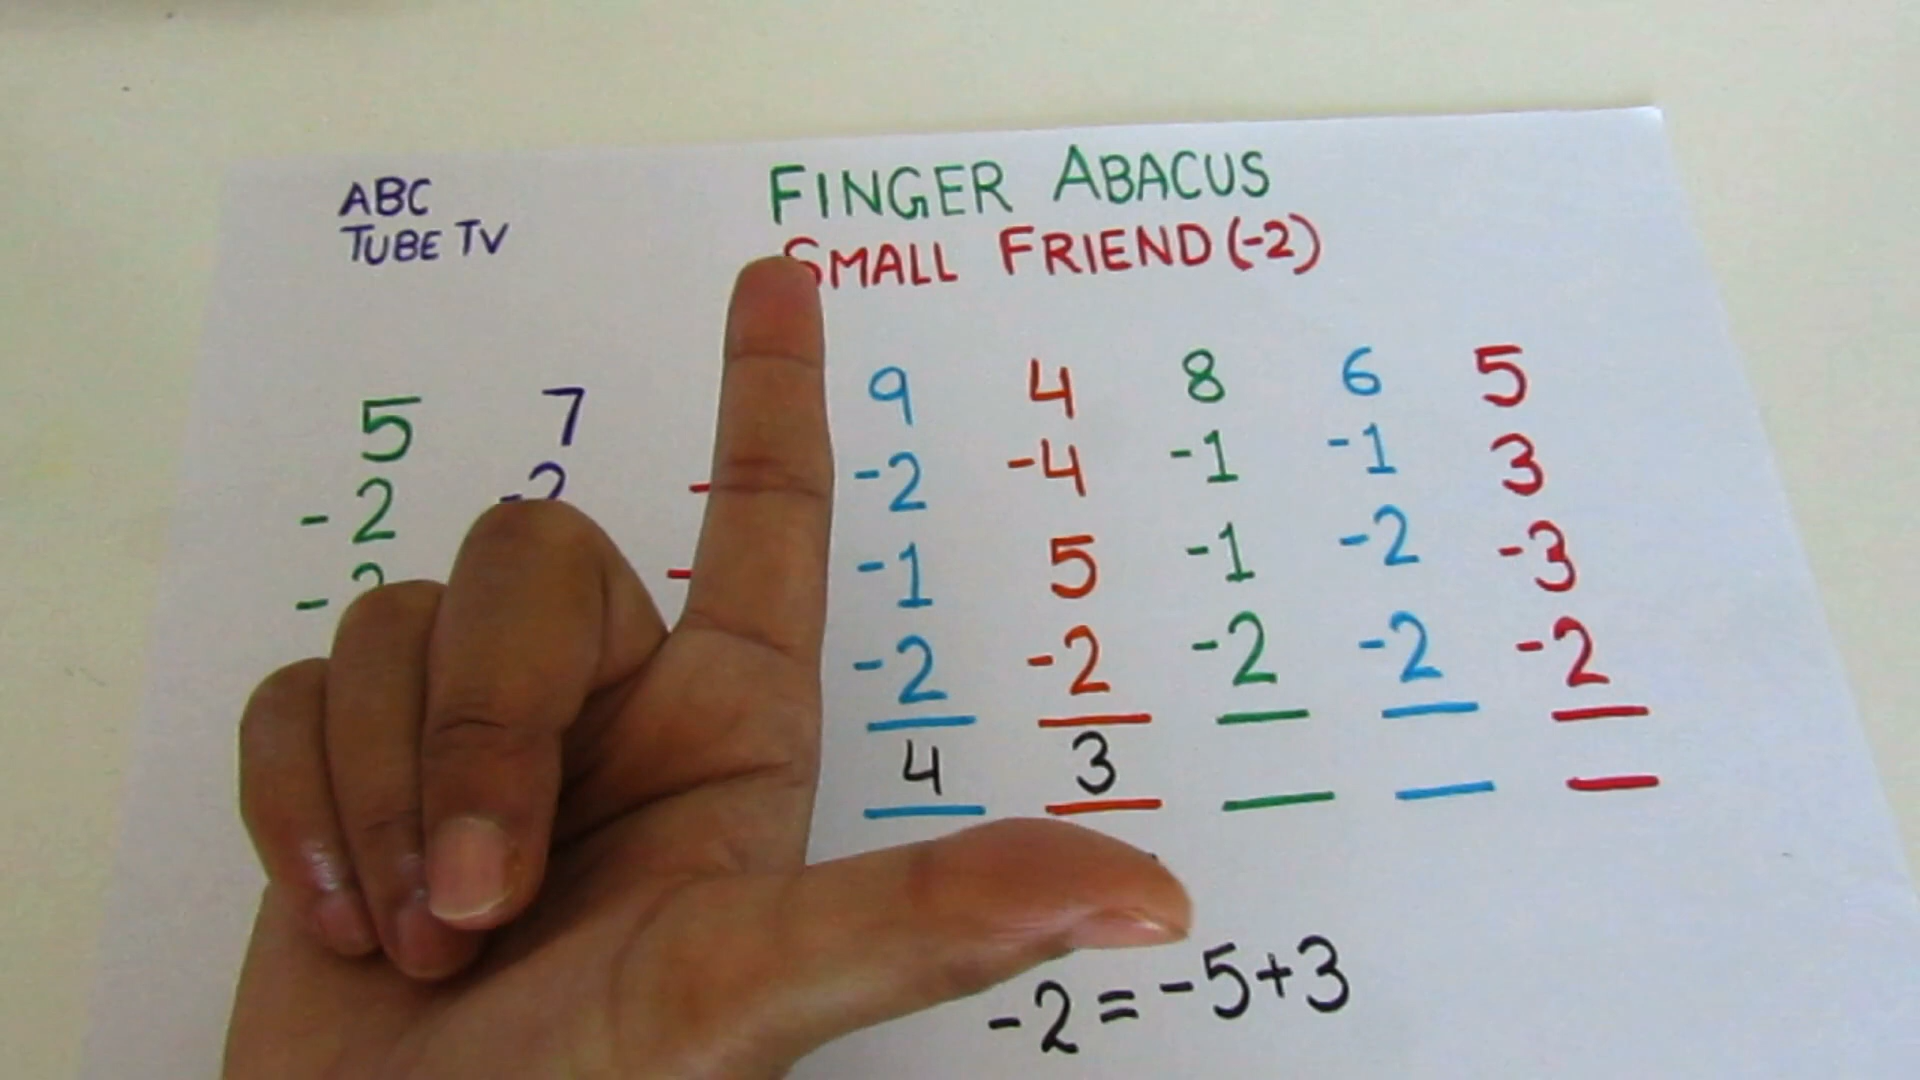 ABC
TUBE TV
FINGER ABACUS
SMALL FRIEND (-2)
5 7 9 4 8 6 5
-2 -2 -2 -4 -1 -1 3
- - -1 5 -1 -2 -3
-2 -2 -2 -2 -2
4 3
-2 = -5+3